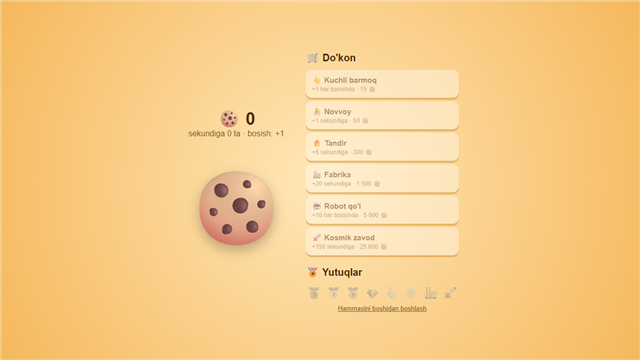 0
sekundiga 0 ta · bosish: +1
Do'kon
Kuchli barmoq
+1 har bosishda · 15
Novvoy
+1 sekundiga · 50
Tandir
+5 sekundiga · 300
Fabrika
+20 sekundiga · 1 500
Robot qo'l
+10 har bosishda · 5 000
Kosmik zavod
+150 sekundiga · 25 000
Yutuqlar
Hammasini boshidan boshlash